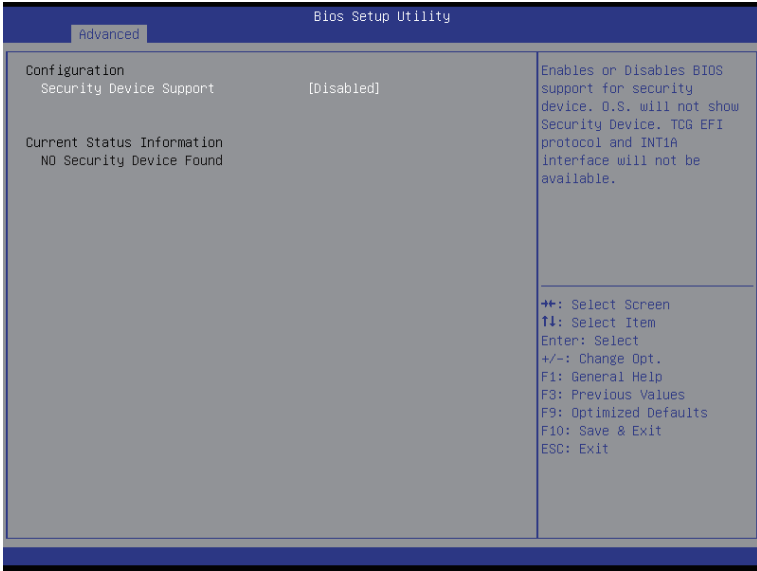 Bios Setup Utility
Advanced
Configuration
Security Device Support [Disabled]
Current Status Information
NO Security Device Found
Enables or Disables BIOS
support for security
device. O.S. will not show
Security Device. TCG EFI
protocol and INT1A
interface will not be
available.
→←: Select Screen
↑↓: Select Item
Enter: Select
+/-: Change Opt.
F1: General Help
F3: Previous Values
F9: Optimized Defaults
F10: Save & Exit
ESC: Exit